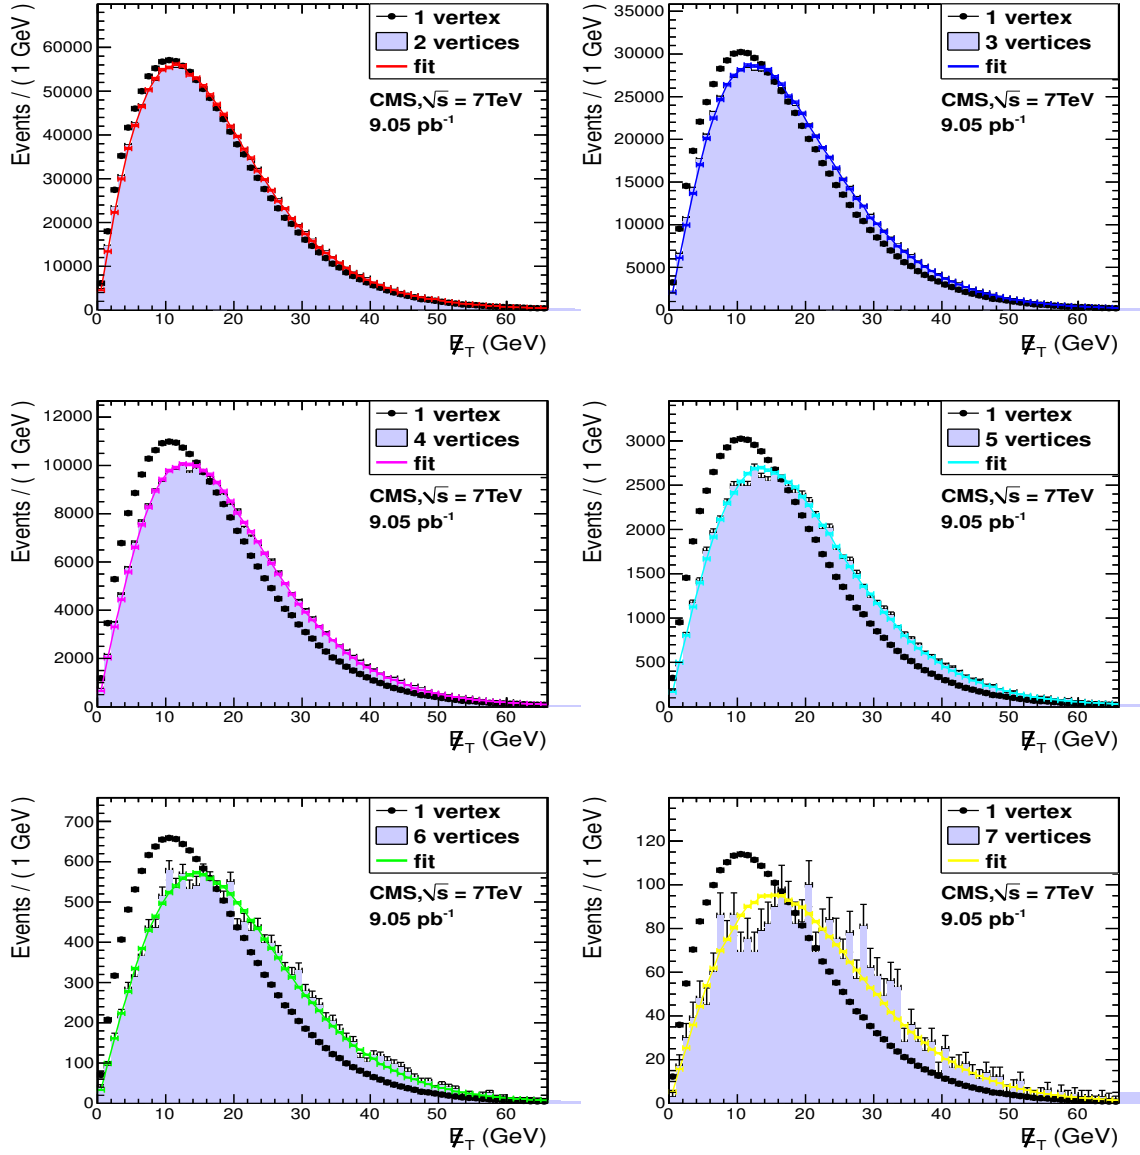 1 vertex
2 vertices
fit
CMS,√s = 7TeV
9.05 pb⁻¹
Events / ( 1 GeV )
60000
50000
40000
30000
20000
10000
0
0 10 20 30 40 50 60
E̸_T (GeV)
1 vertex
3 vertices
fit
CMS,√s = 7TeV
9.05 pb⁻¹
Events / ( 1 GeV )
35000
30000
25000
20000
15000
10000
5000
0
0 10 20 30 40 50 60
E̸_T (GeV)
1 vertex
4 vertices
fit
CMS,√s = 7TeV
9.05 pb⁻¹
Events / ( 1 GeV )
12000
10000
8000
6000
4000
2000
0
0 10 20 30 40 50 60
E̸_T (GeV)
1 vertex
5 vertices
fit
CMS,√s = 7TeV
9.05 pb⁻¹
Events / ( 1 GeV )
3000
2500
2000
1500
1000
500
0
0 10 20 30 40 50 60
E̸_T (GeV)
1 vertex
6 vertices
fit
CMS,√s = 7TeV
9.05 pb⁻¹
Events / ( 1 GeV )
700
600
500
400
300
200
100
0
0 10 20 30 40 50 60
E̸_T (GeV)
1 vertex
7 vertices
fit
CMS,√s = 7TeV
9.05 pb⁻¹
Events / ( 1 GeV )
120
100
80
60
40
20
0
0 10 20 30 40 50 60
E̸_T (GeV)